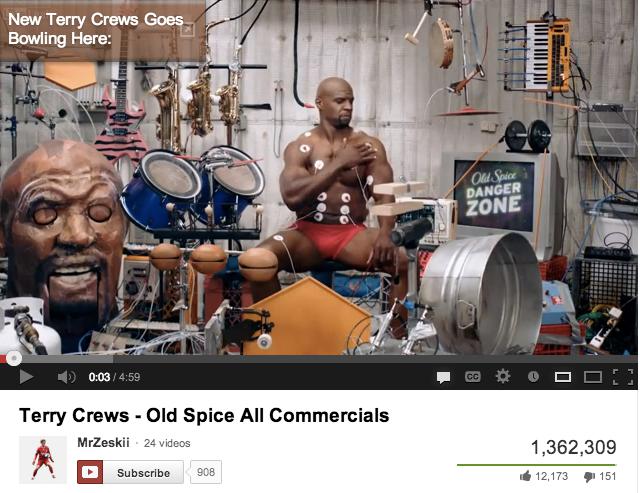 New Terry Crews Goes
Bowling Here:
Old Spice
DANGER
ZONE
0:03 / 4:59
CC
Terry Crews - Old Spice All Commercials
MrZeskii · 24 videos
Subscribe 908
1,362,309
12,173 151